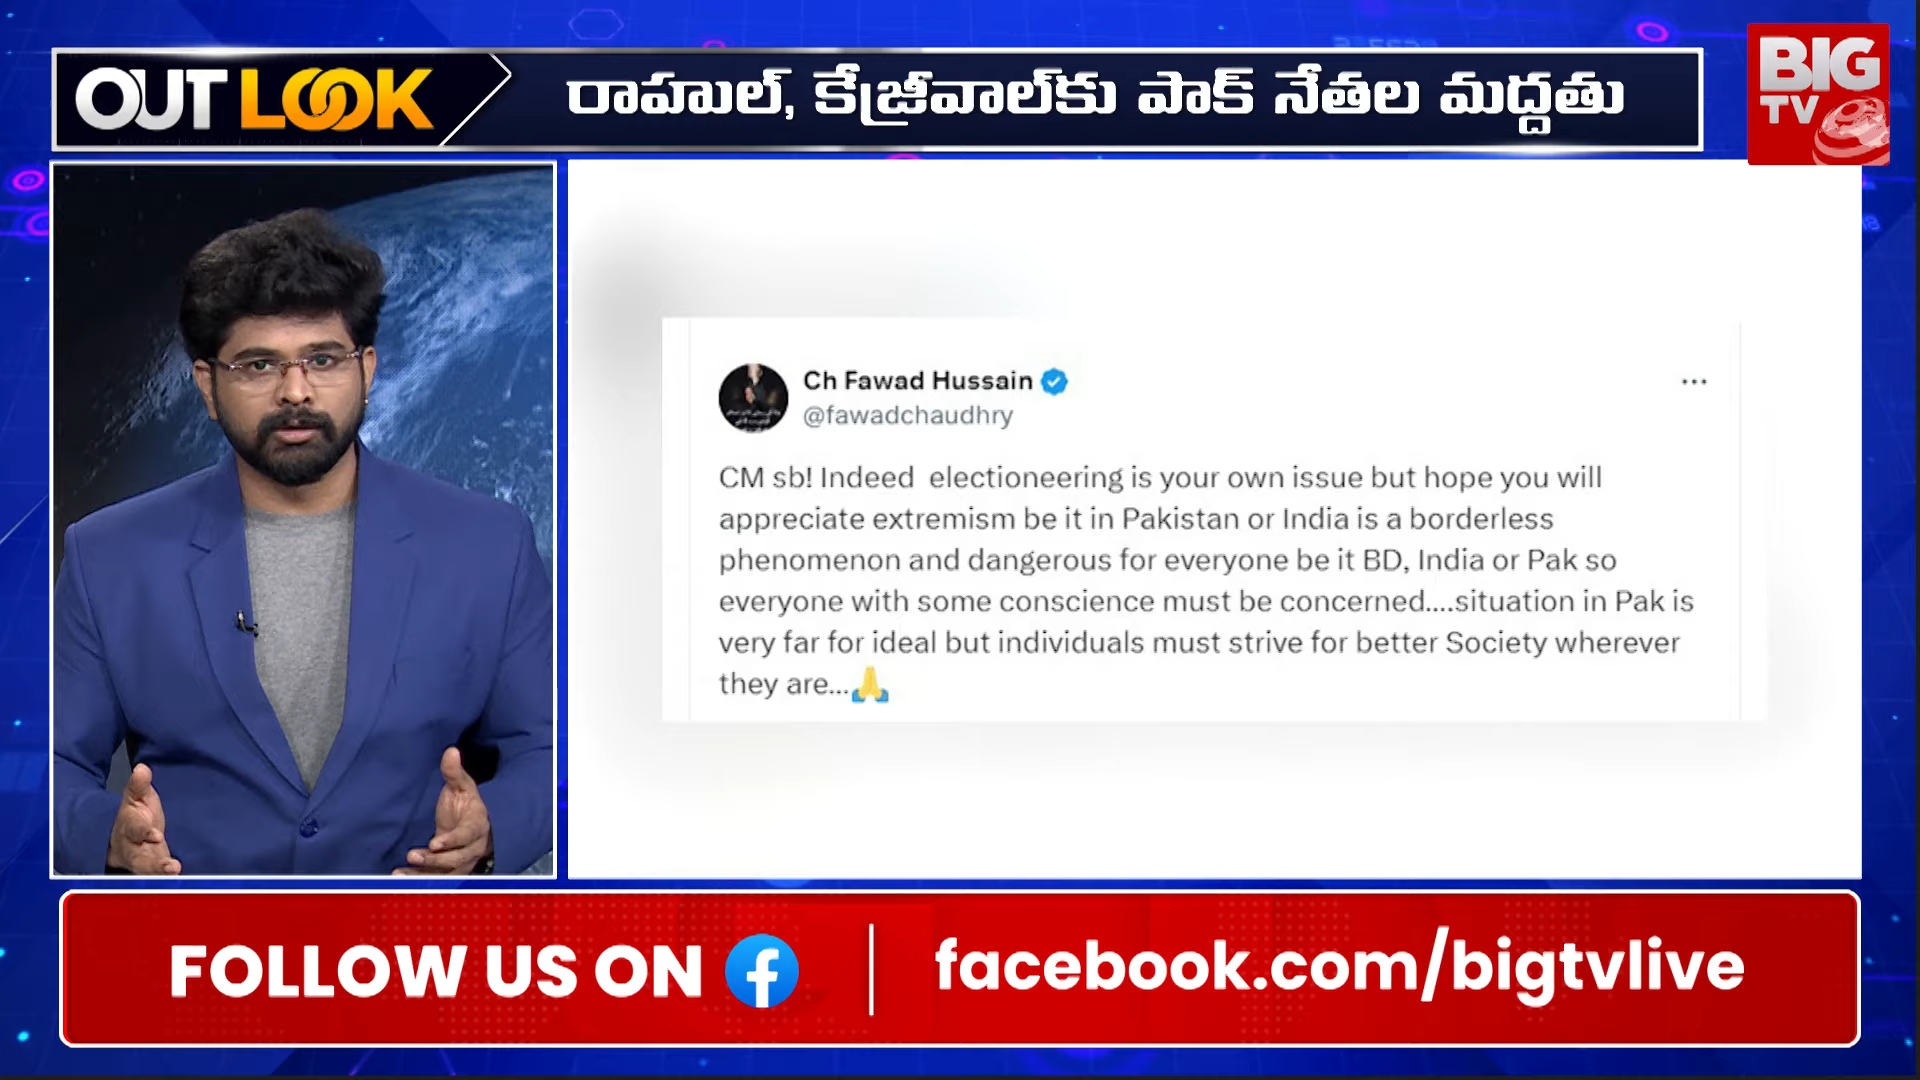 OUTLOOK
రాహుల్, కేజ్రీవాల్‌కు పాక్ నేతల మద్దతు
BIG
TV
Ch Fawad Hussain
@fawadchaudhry
CM sb! Indeed electioneering is your own issue but hope you will
appreciate extremism be it in Pakistan or India is a borderless
phenomenon and dangerous for everyone be it BD, India or Pak so
everyone with some conscience must be concerned....situation in Pak is
very far for ideal but individuals must strive for better Society wherever
they are...🙏
FOLLOW US ON
facebook.com/bigtvlive